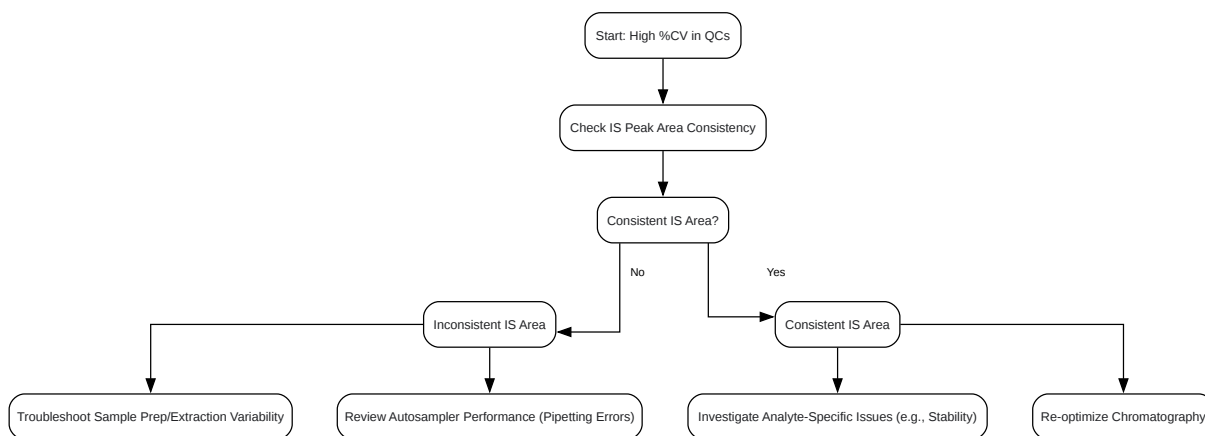 Start: High %CV in QCs
Check IS Peak Area Consistency
Consistent IS Area?
No
Yes
Inconsistent IS Area
Consistent IS Area
Troubleshoot Sample Prep/Extraction Variability
Review Autosampler Performance (Pipetting Errors)
Investigate Analyte-Specific Issues (e.g., Stability)
Re-optimize Chromatography